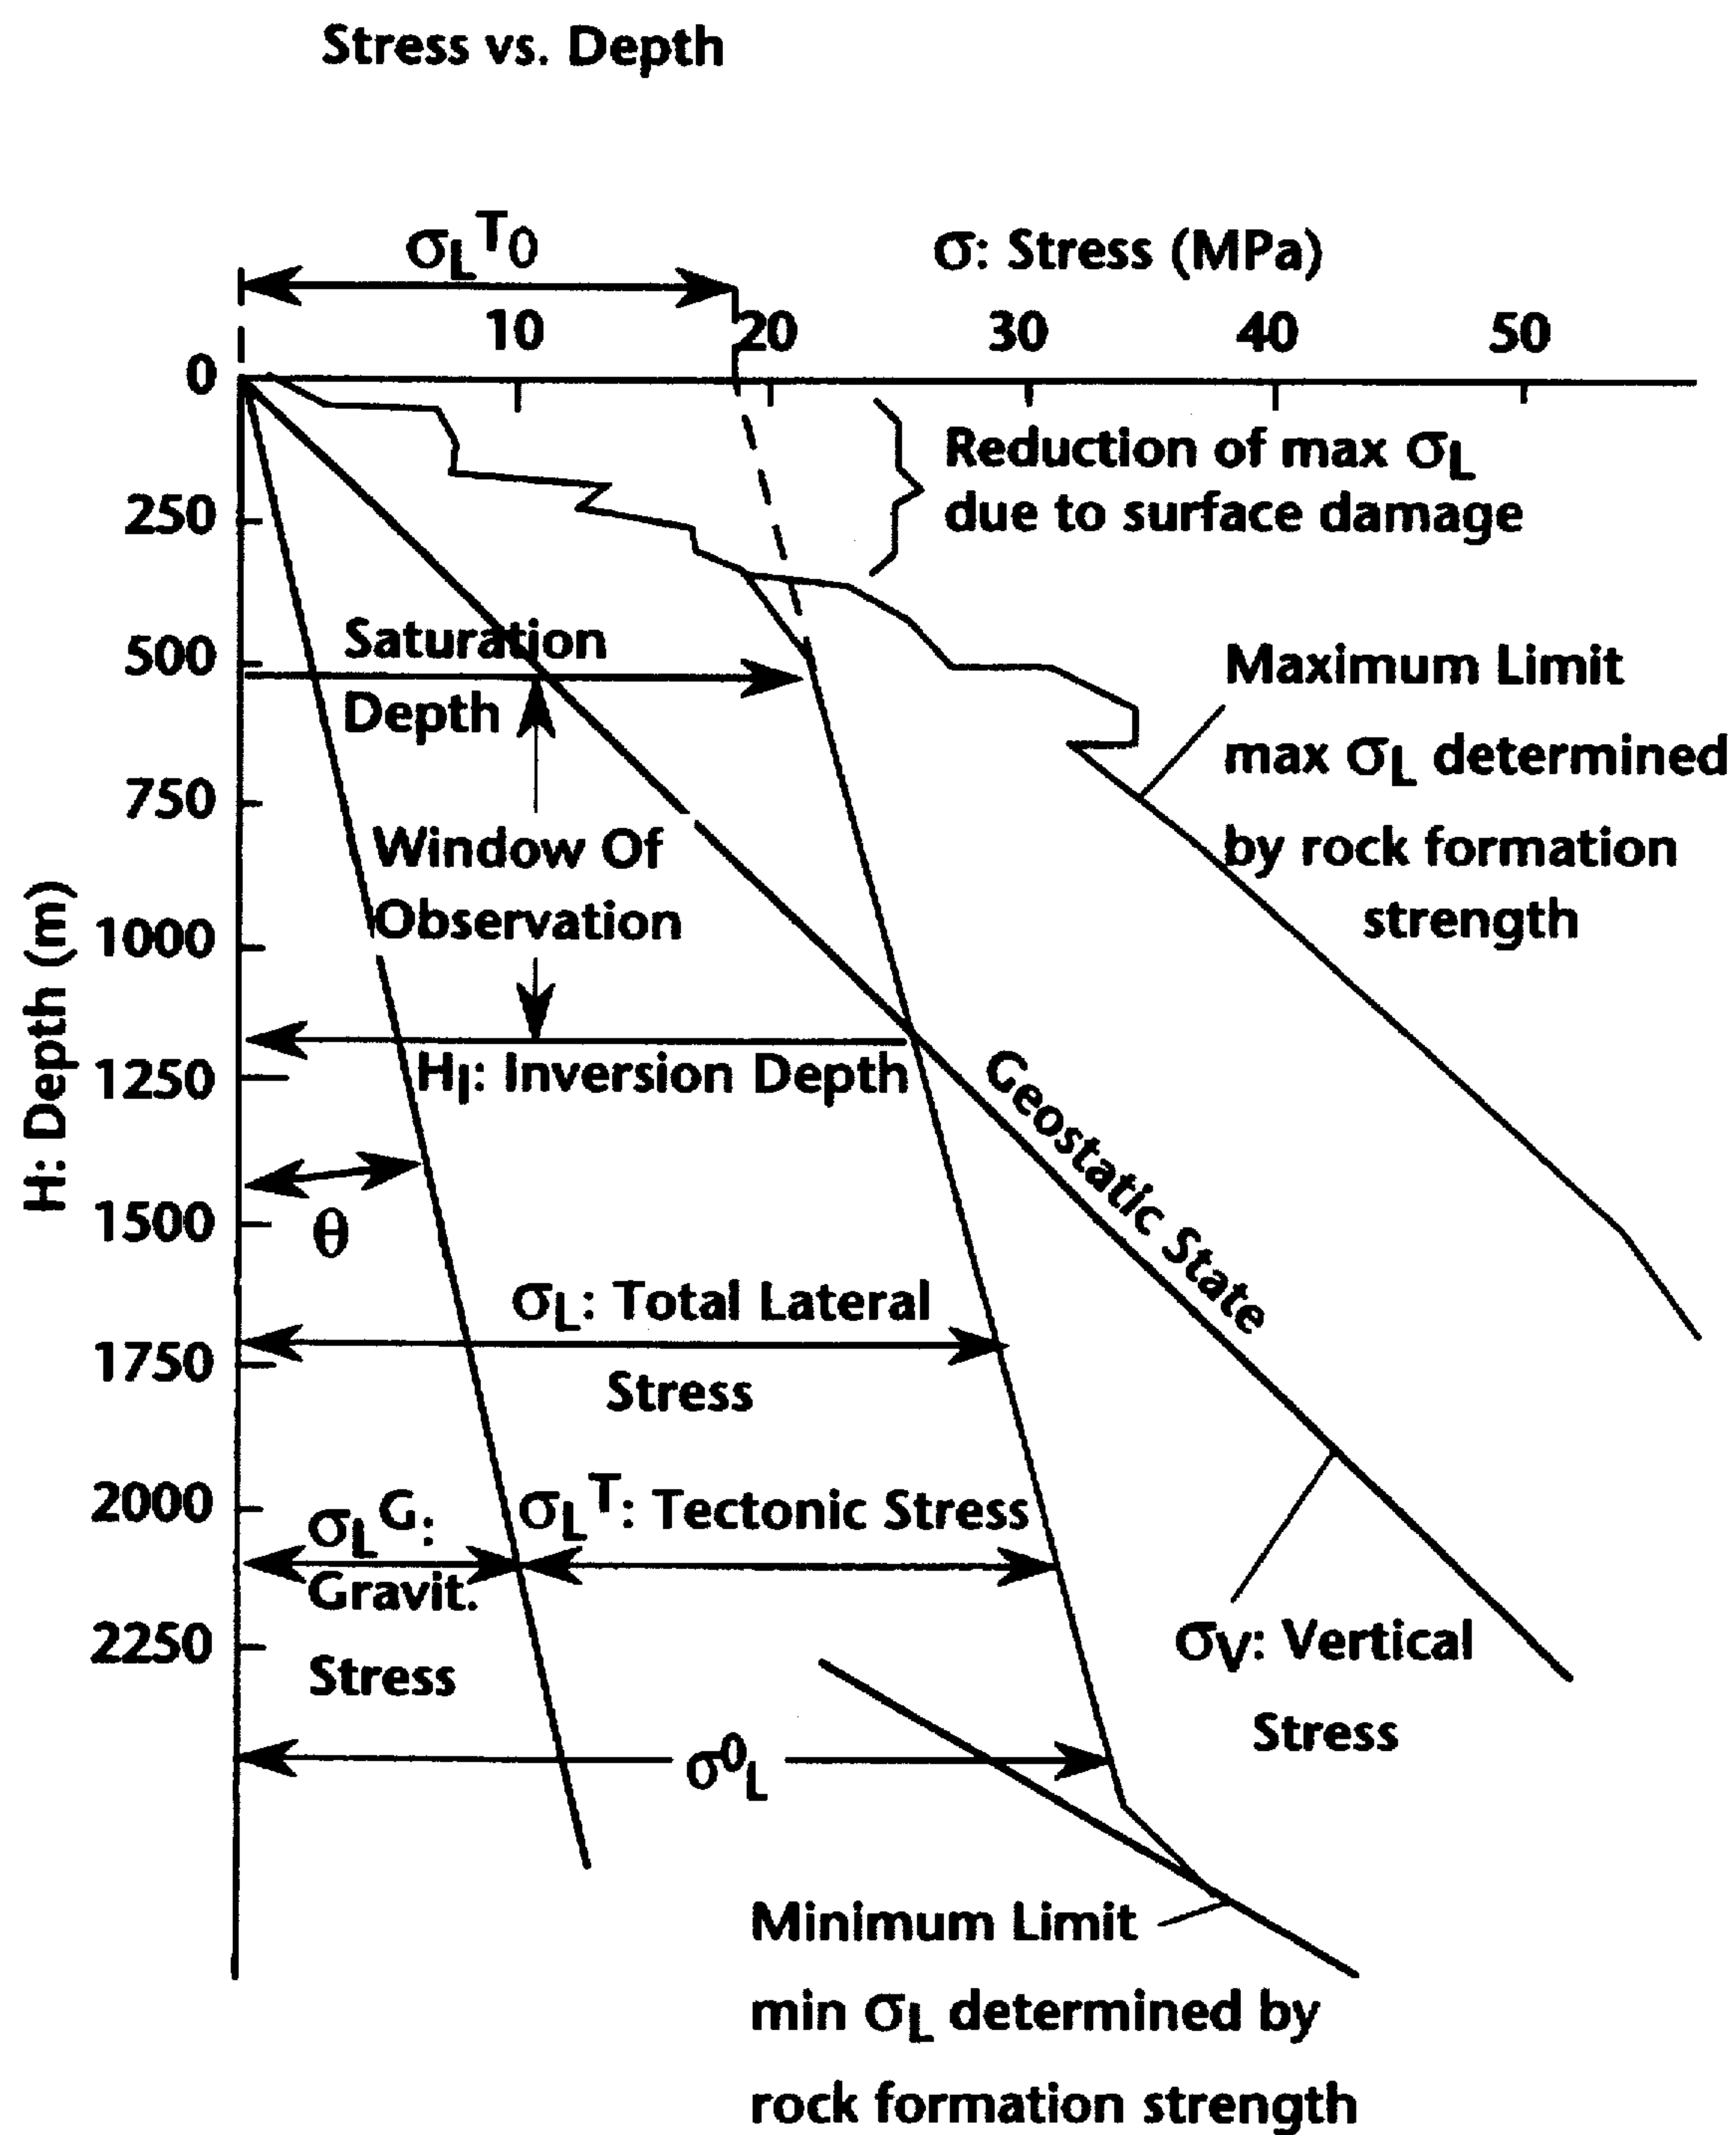 Stress vs. Depth
σLT0
σ: Stress (MPa)
10
20
30
40
50
0
Reduction of max σL
due to surface damage
250
Saturation
500
Depth
Maximum Limit
max σL determined
by rock formation
strength
750
Window Of
Observation
1000
H: Depth (m)
HI: Inversion Depth
1250
Geostatic State
1500
θ
σL: Total Lateral
Stress
1750
2000
σLG:
Gravit.
Stress
σLT: Tectonic Stress
2250
σV: Vertical
Stress
σ0L
Minimum Limit
min σL determined by
rock formation strength